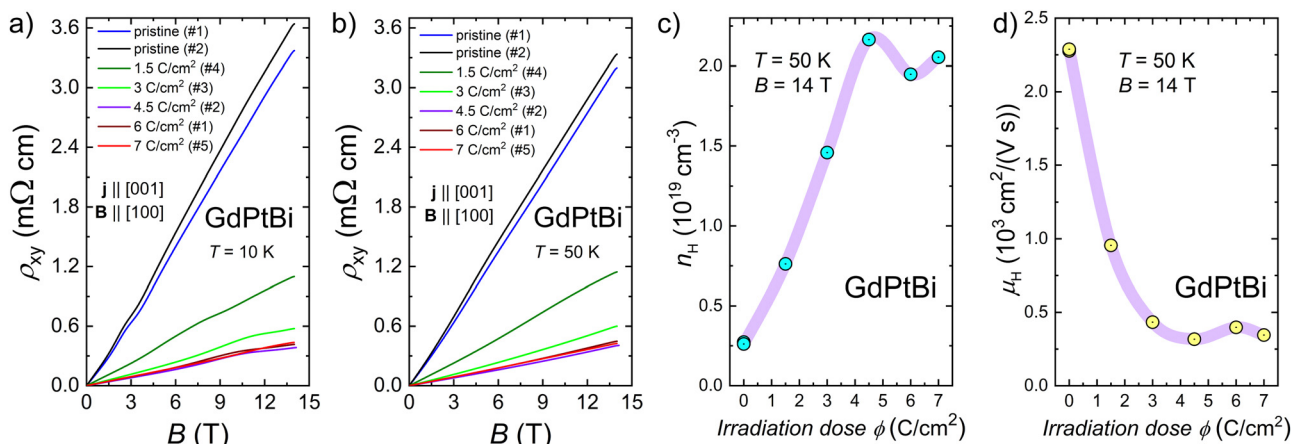 a)
3.6
3.0
2.4
1.8
1.2
0.6
0.0
ρxy (mΩ cm)
pristine (#1)
pristine (#2)
1.5 C/cm² (#4)
3 C/cm² (#3)
4.5 C/cm² (#2)
6 C/cm² (#1)
7 C/cm² (#5)
j || [001]
B || [100]
GdPtBi
T = 10 K
0 3 6 9 12 15
B (T)
b)
3.6
3.0
2.4
1.8
1.2
0.6
0.0
ρxy (mΩ cm)
pristine (#1)
pristine (#2)
1.5 C/cm² (#4)
3 C/cm² (#3)
4.5 C/cm² (#2)
6 C/cm² (#1)
7 C/cm² (#5)
j || [001]
B || [100]
GdPtBi
T = 50 K
0 3 6 9 12 15
B (T)
c)
2.0
1.5
1.0
0.5
0.0
nH (10¹⁹ cm⁻³)
T = 50 K
B = 14 T
GdPtBi
0 1 2 3 4 5 6 7
Irradiation dose ϕ (C/cm²)
d)
2.5
2.0
1.5
1.0
0.5
0.0
μH (10³ cm²/(V s))
T = 50 K
B = 14 T
GdPtBi
0 1 2 3 4 5 6 7
Irradiation dose ϕ (C/cm²)